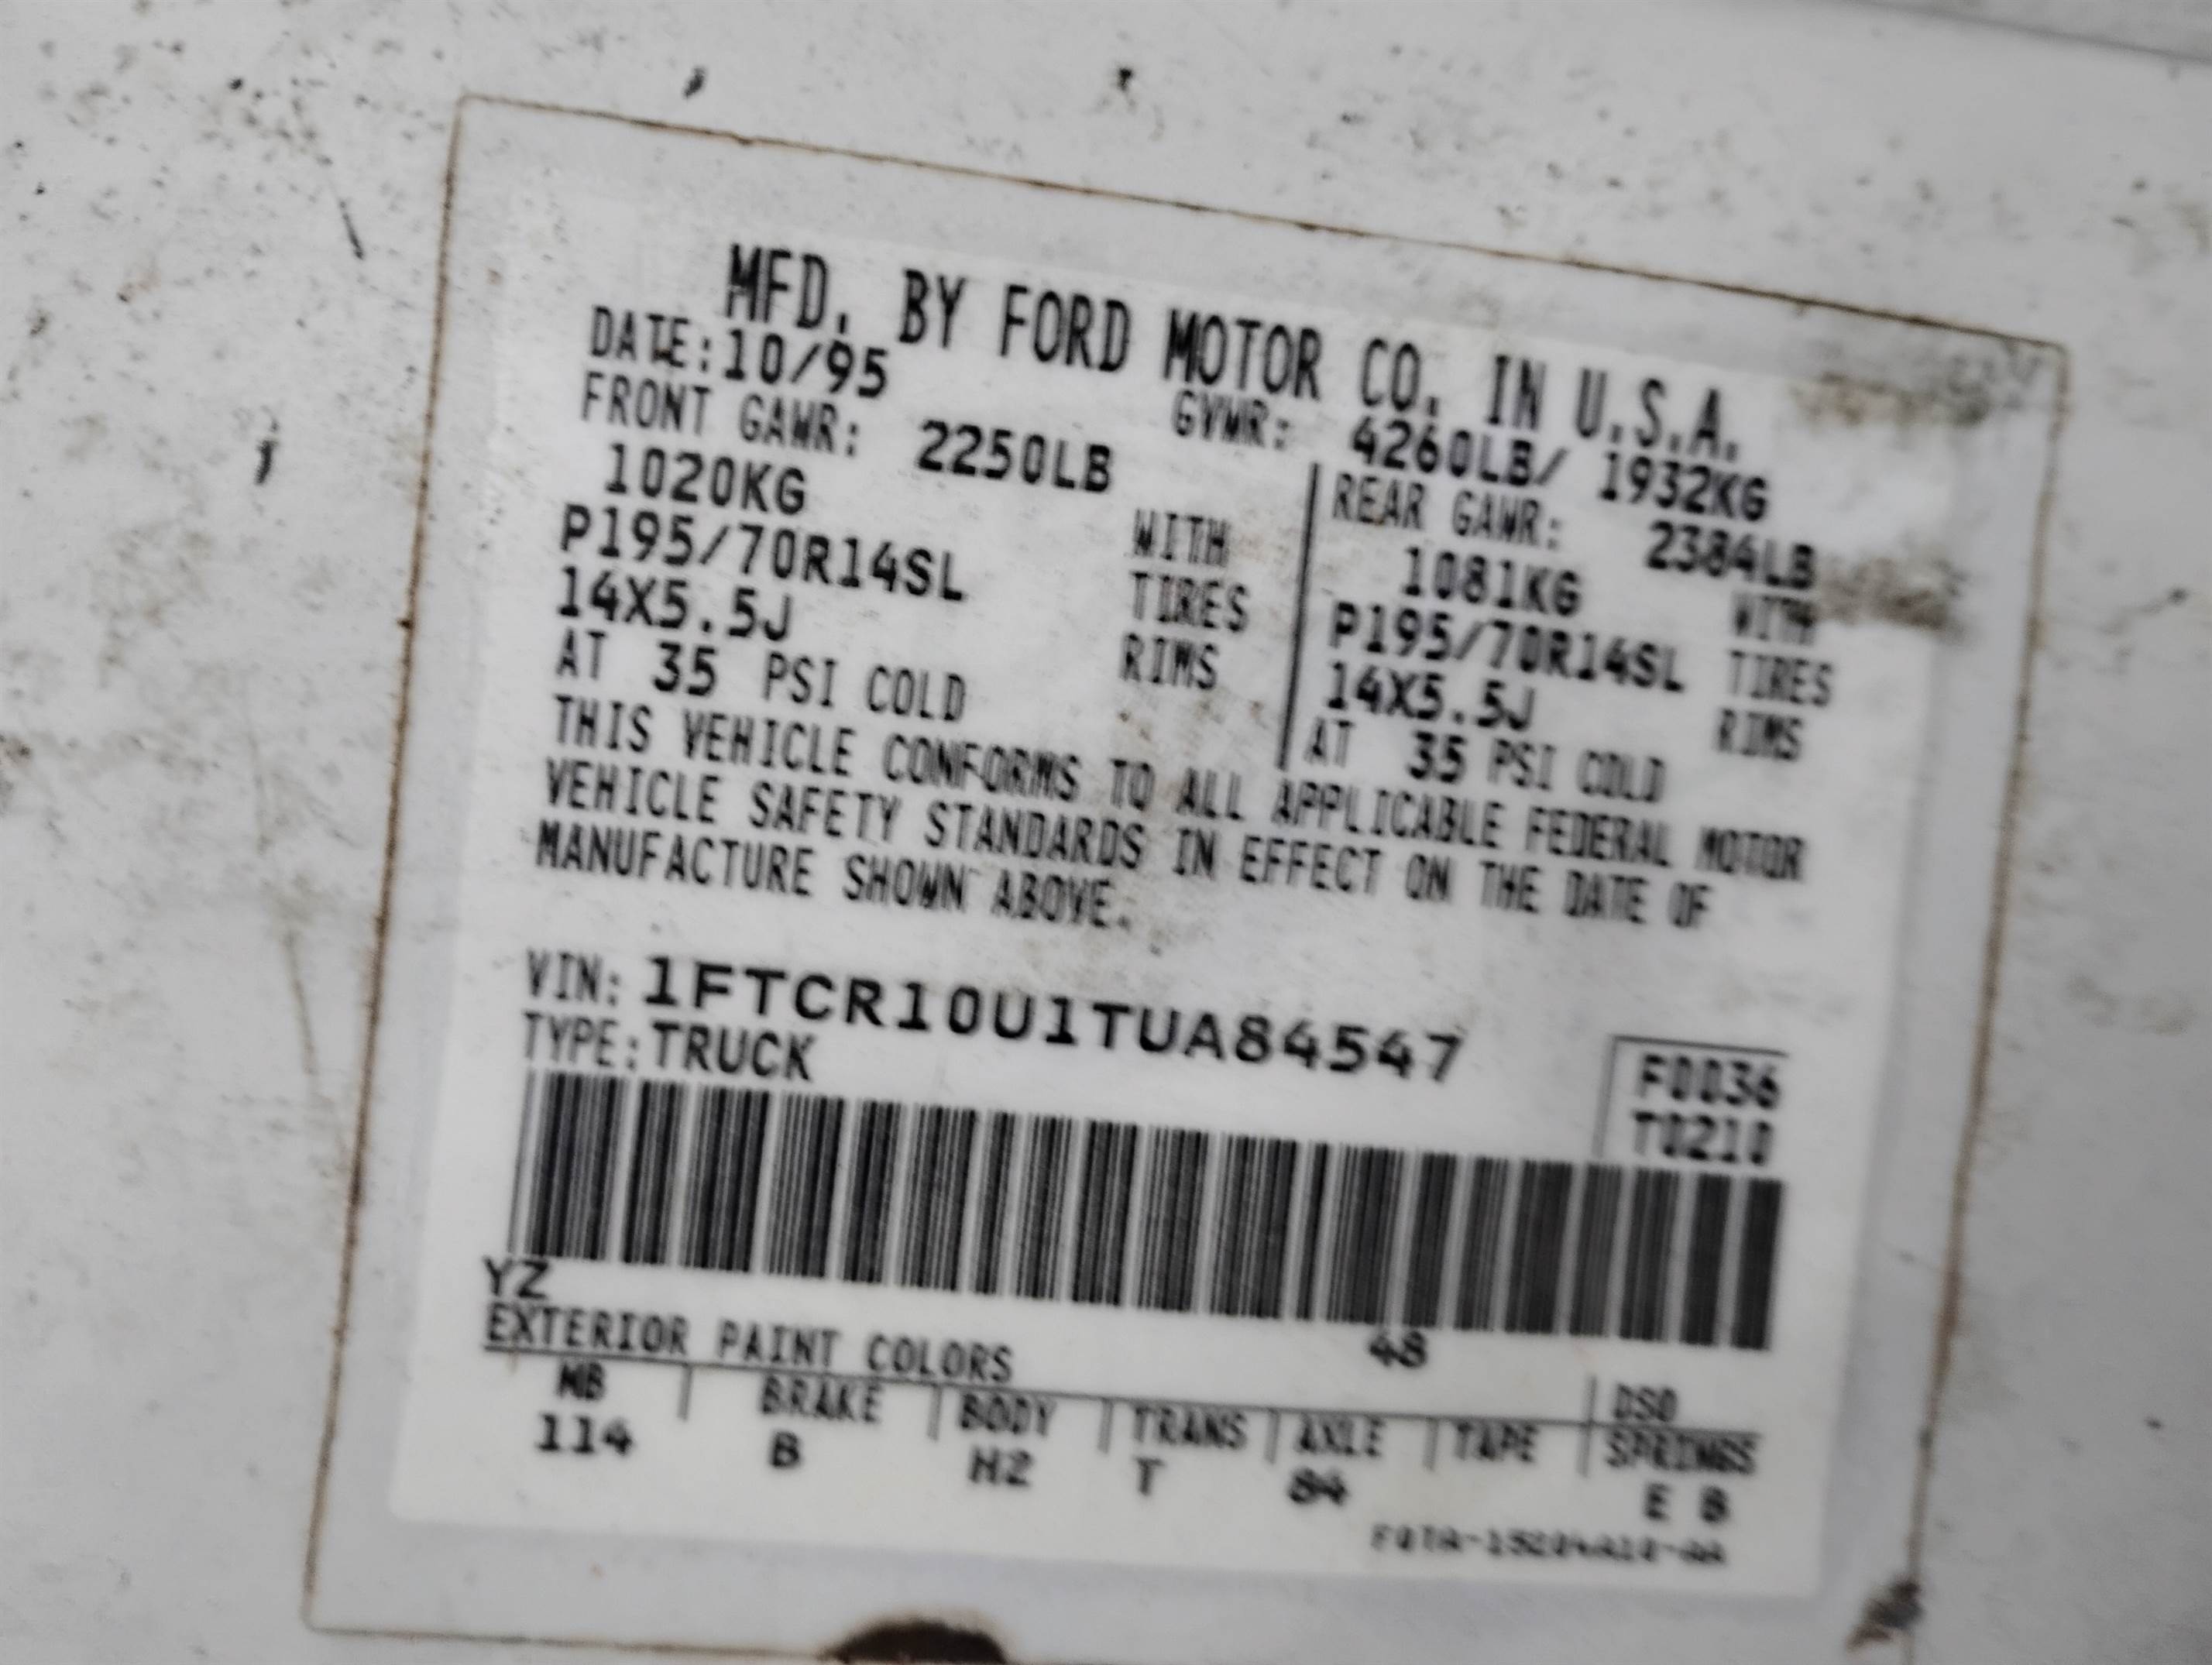 MFD. BY FORD MOTOR CO. IN U.S.A.
DATE: 10/95 GVWR: 4260LB/ 1932KG
FRONT GAWR: 2250LB
1020KG WITH
P195/70R14SL TIRES
14X5.5J RIMS
AT 35 PSI COLD
REAR GAWR: 2384LB
1081KG WITH
P195/70R14SL TIRES
14X5.5J RIMS
AT 35 PSI COLD
THIS VEHICLE CONFORMS TO ALL APPLICABLE FEDERAL MOTOR
VEHICLE SAFETY STANDARDS IN EFFECT ON THE DATE OF
MANUFACTURE SHOWN ABOVE.
VIN: 1FTCR10U1TUA84547
TYPE: TRUCK
F0036
T0210
YZ
EXTERIOR PAINT COLORS 48 DSO
WB BRAKE BODY TRANS AXLE TAPE SPRINGS
114 B H2 T 84 E B